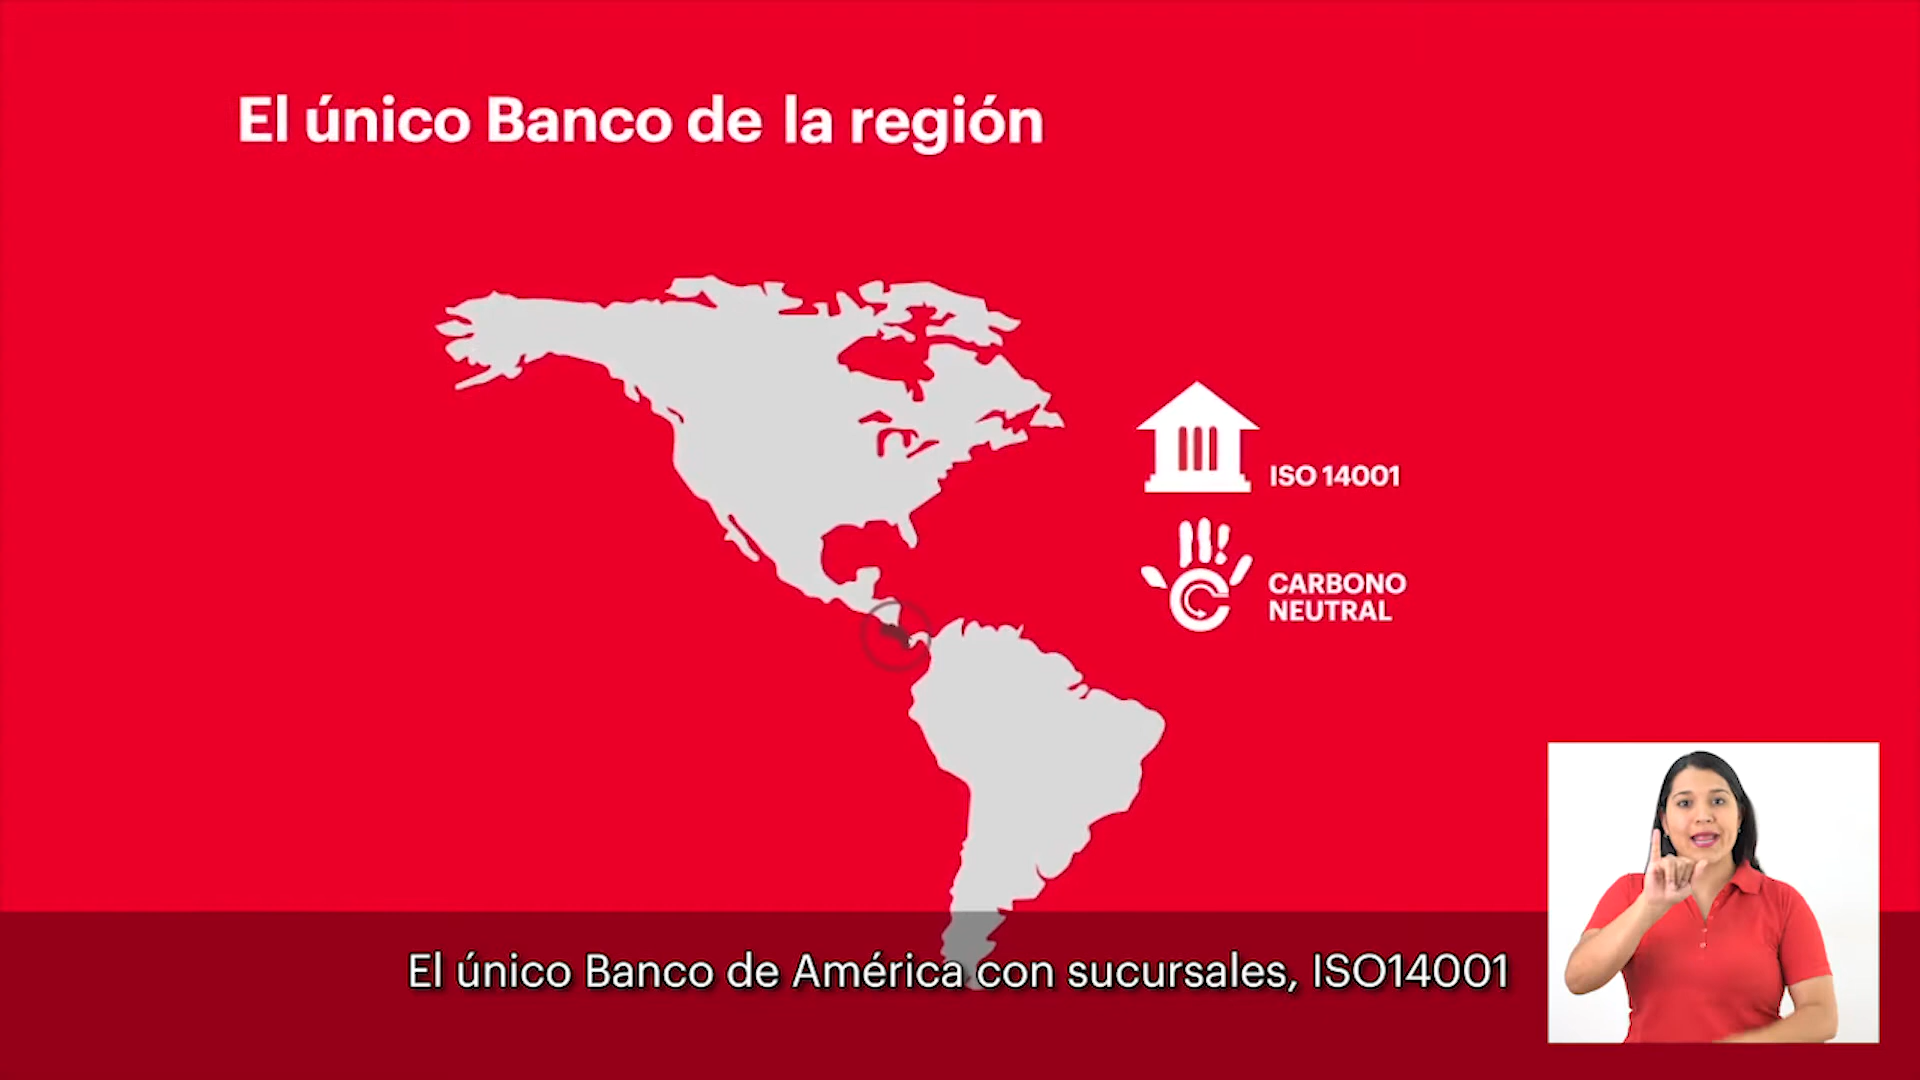 El único Banco de la región
ISO 14001
CARBONO
NEUTRAL
El único Banco de América con sucursales, ISO14001